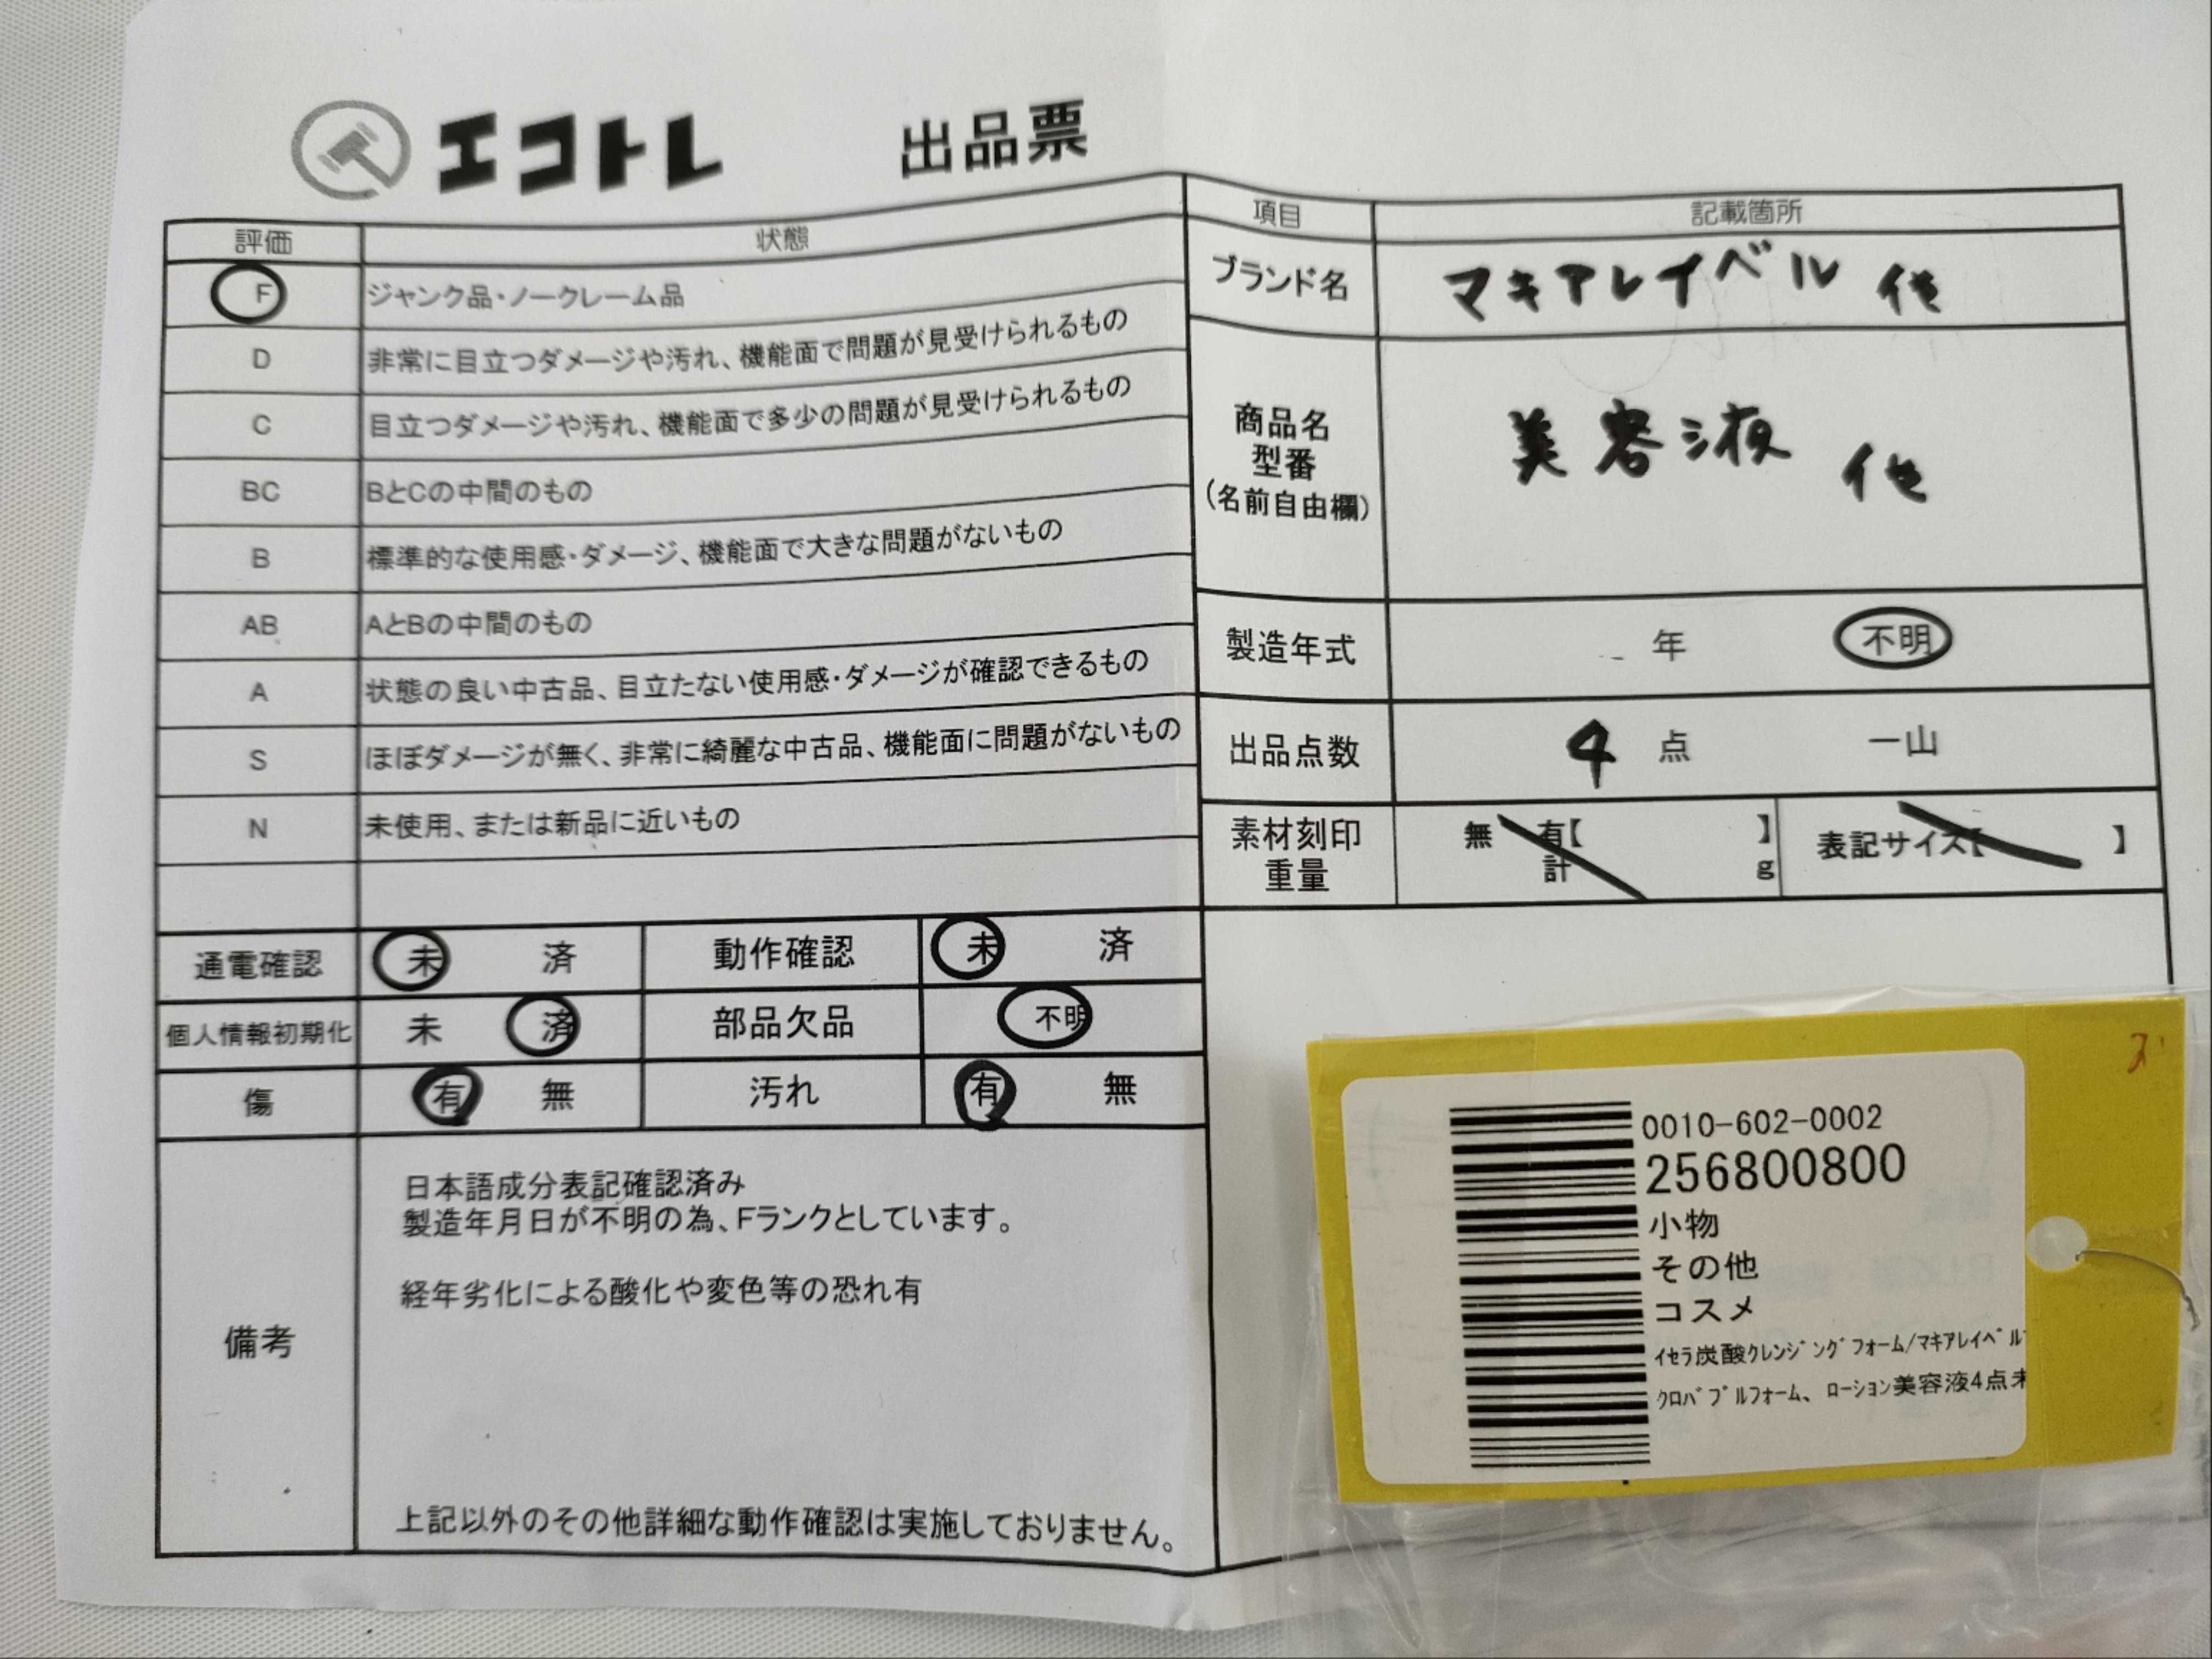 エコトレ 出品票
評価 状態
F ジャンク品・ノークレーム品
D 非常に目立つダメージや汚れ、機能面で問題が見受けられるもの
C 目立つダメージや汚れ、機能面で多少の問題が見受けられるもの
BC BとCの中間のもの
B 標準的な使用感・ダメージ、機能面で大きな問題がないもの
AB AとBの中間のもの
A 状態の良い中古品、目立たない使用感・ダメージが確認できるもの
S ほぼダメージが無く、非常に綺麗な中古品、機能面に問題がないもの
N 未使用、または新品に近いもの
通電確認 未 済 動作確認 未 済
個人情報初期化 未 済 部品欠品 不明
傷 有 無 汚れ 有 無
備考
日本語成分表記確認済み
製造年月日が不明の為、Fランクとしています。
経年劣化による酸化や変色等の恐れ有
上記以外のその他詳細な動作確認は実施しておりません。
項目 記載箇所
ブランド名 マキアレイベル 他
商品名
型番
(名前自由欄)
美容液 他
製造年式 年 不明
出品点数 4 点 一山
素材刻印 無 有【 】 表記サイズ【 】
重量 計 g
0010-602-0002
256800800
小物
その他
コスメ
イセラ炭酸クレンジングフォーム/マキアレイベル
クロバブルフォーム、ローション美容液4点未